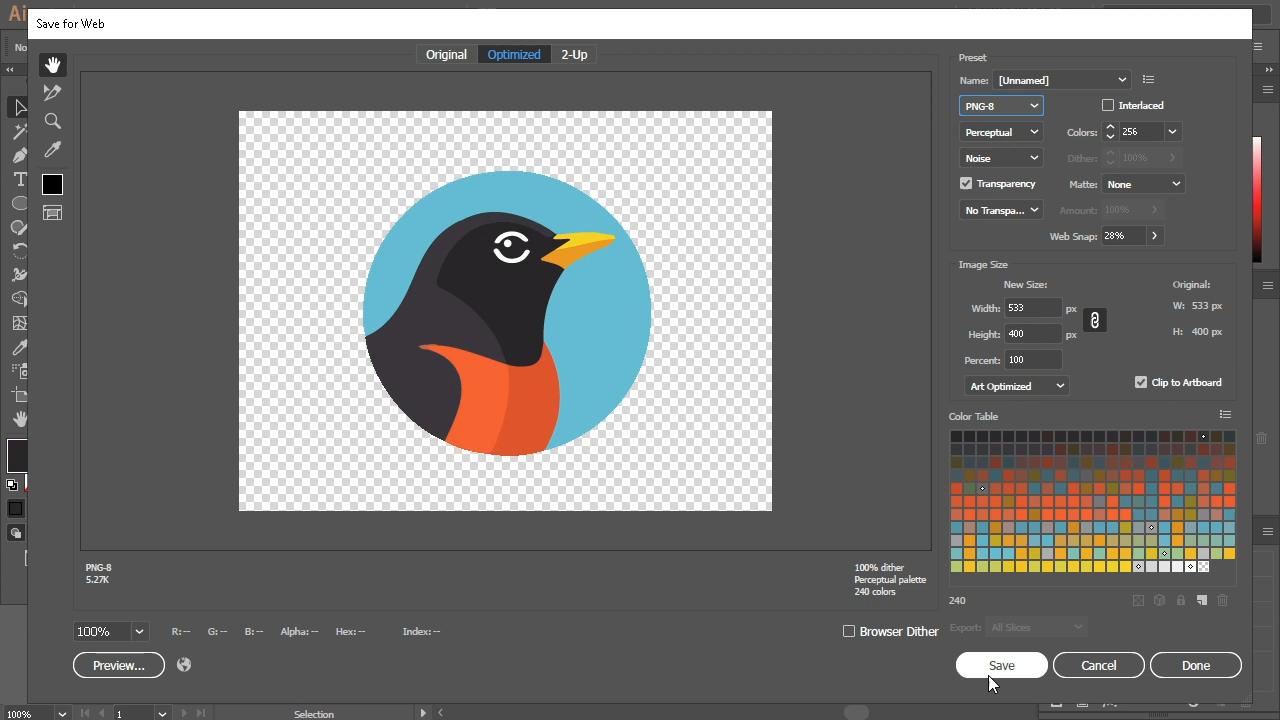 Ai
Save for Web
No
Original
Optimized
2-Up
Preset
Name:
[Unnamed]
PNG-8
Interlaced
Perceptual
Colors:
256
Noise
Dither:
100%
Transparency
Matte:
None
No Transpa...
Amount:
100%
Web Snap:
28%
Image Size
New Size:
Original:
Width:
533
px
W: 533 px
Height:
400
px
H: 400 px
Percent:
100
Art Optimized
Clip to Artboard
Color Table
240
PNG-8
5.27K
100% dither
Perceptual palette
240 colors
100%
R: --
G: --
B: --
Alpha: --
Hex: --
Index: --
Browser Dither
Export:
All Slices
Preview...
Save
Cancel
Done
100%
1
Selection